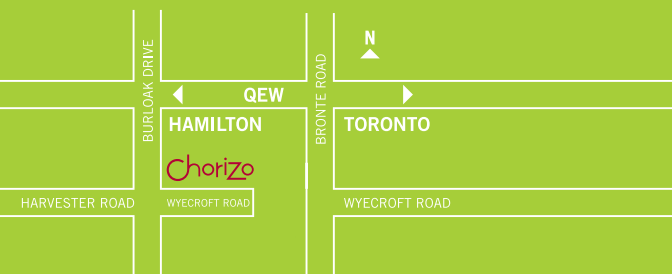 N
BURLOAK DRIVE
BRONTE ROAD
QEW
HAMILTON
TORONTO
Chorizo
HARVESTER ROAD
WYECROFT ROAD
WYECROFT ROAD